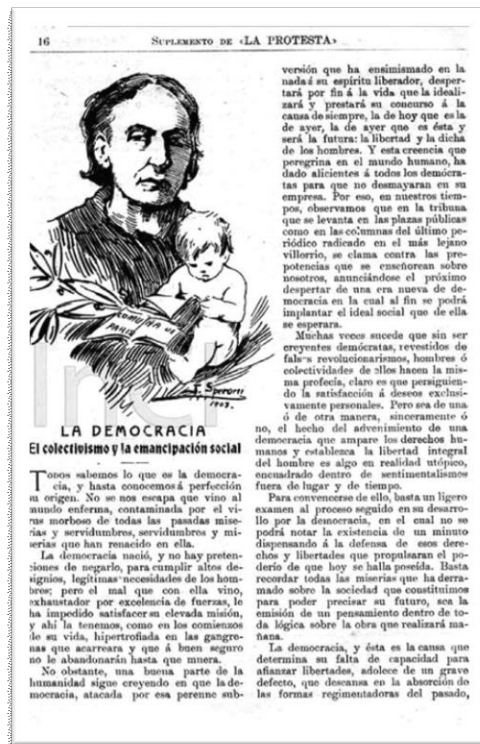 16
SUPLEMENTO DE «LA PROTESTA»
COMUNA DE
PARIS
F. Speroni
1903.
LA DEMOCRACIA
El colectivismo y la emancipación social
TODOS sabemos lo que es la democra-
cia, y hasta conocemos á perfección
su origen. No se nos escapa que vino al
mundo enferma, contaminada por el vi-
rus morboso de todas las pasadas mise-
rias y servidumbres, servidumbres y mi-
serias que han renacido en ella.
La democracia nació, y no hay preten-
ciones de negarlo, para cumplir altos de-
signios, legítimas necesidades de los hom-
bres; pero el mal que con ella vino,
exhaustador por excelencia de fuerzas, le
ha impedido satisfacer su elevada misión,
y ahí la tenemos, como en los comienzos
de su vida, hipertrofiada en las gangre-
nas que acarreara y que á buen seguro
no le abandonarán hasta que muera.
No obstante, una buena parte de la
humanidad sigue creyendo en que la de-
mocracia, atacada por esa perenne sub-
versión que ha ensimismado en la
nada á su espíritu liberador, desper-
tará por fin á la vida que la ideali-
zará y prestará su concurso á la
causa de siempre, la de hoy que es la
de ayer, la de ayer que es ésta y
será la futura: la libertad y la dicha
de los hombres. Y esta creencia que
peregrina en el mundo humano, ha
dado alicientes á todos los demócra-
tas para que no desmayaran en su
empresa. Por eso, en nuestros tiem-
pos, observamos que en la tribuna
que se levanta en las plazas públicas
como en las columnas del último pe-
riódico radicado en el más lejano
villorrio, se clama contra las pre-
potencias que se enseñorean sobre
nosotros, anunciándose el próximo
despertar de una era nueva de de-
mocracia en la cual al fin se podrá
implantar el ideal social que de ella
se esperara.
Muchas veces sucede que sin ser
creyentes demócratas, revestidos de
falsos revolucionarismos, hombres ó
colectividades de ellos hacen la mis-
ma profecía, claro es que persiguien-
do la satisfacción á deseos exclusi-
vamente personales. Pero sea de una
ó de otra manera, sinceramente ó
no, el hecho del advenimiento de una
democracia que ampare los derechos hu-
manos y establezca la libertad integral
del hombre es algo en realidad utópico,
encuadrado dentro de sentimentalismos
fuera de lugar y de tiempo.
Para convencerse de ello, basta un ligero
examen al proceso seguido en su desarro-
llo por la democracia, en el cual no se
podrá notar la existencia de un minuto
dispensando á la defensa de esos dere-
chos y libertades que propulsaran el po-
derío de que hoy se halla poseida. Basta
recordar todas las miserias que ha derra-
mado sobre la sociedad que constituimos
para poder precisar su futuro, sea la
emisión de un pensamiento dentro de to-
da lógica sobre la obra que realizará ma-
ñana.
La democracia, y ésta es la causa que
determina su falta de capacidad para
afianzar libertades, adolece de un grave
defecto, que descansa en la absorción de
las formas regimentadoras del pasado,